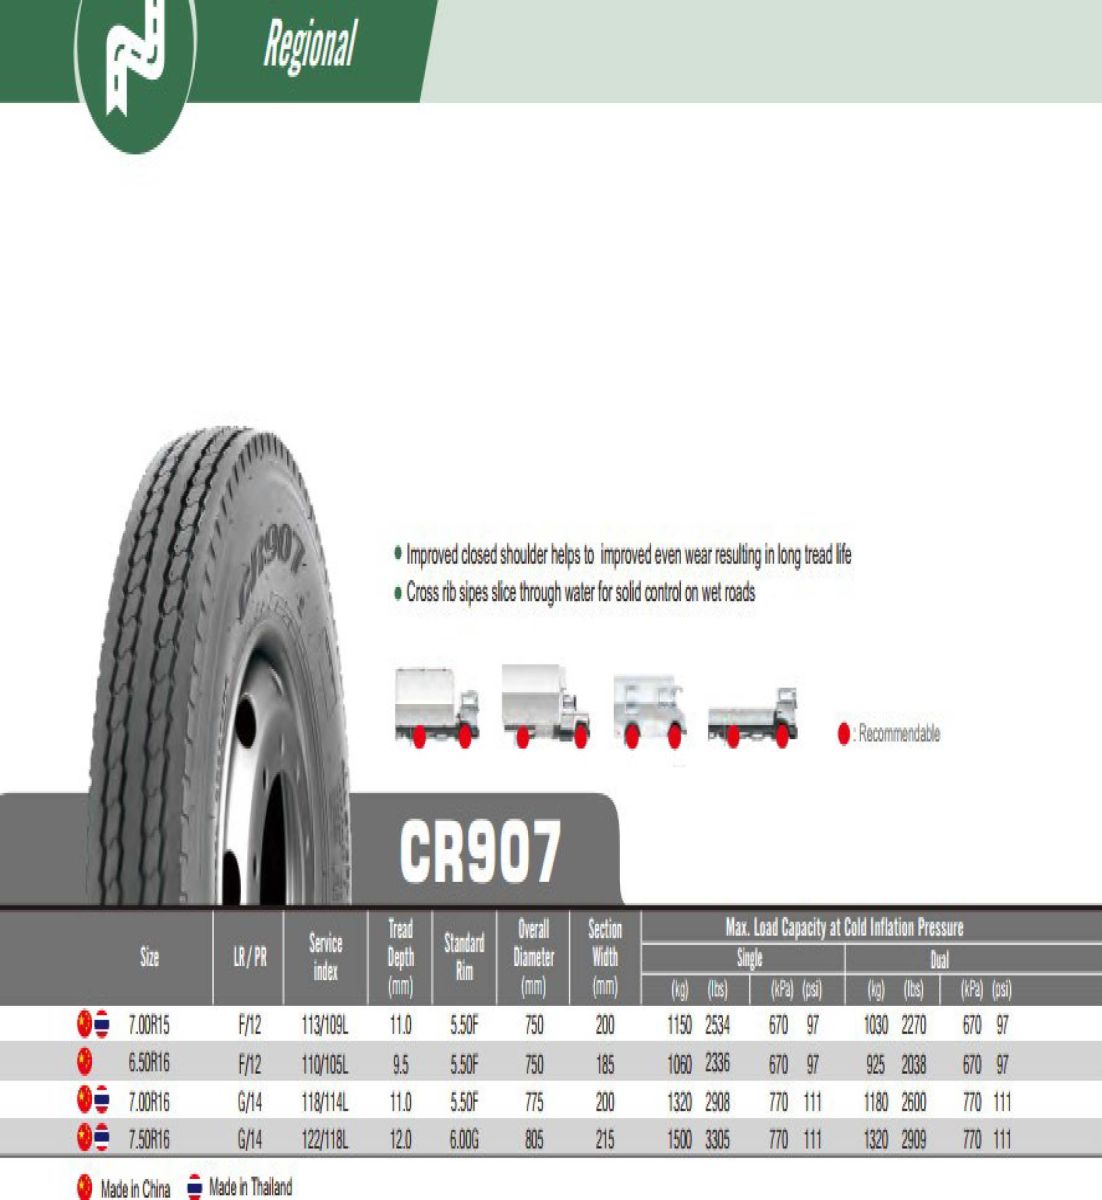 Regional
CR907
Improved closed shoulder helps to improved even wear resulting in long tread life
Cross rib sipes slice through water for solid control on wet roads
: Recommendable
CR907
Size LR / PR Service index Tread Depth (mm) Standard Rim Overall Diameter (mm) Section Width (mm) Max. Load Capacity at Cold Inflation Pressure
Single Dual
(kg) (lbs) (kPa) (psi) (kg) (lbs) (kPa) (psi)
7.00R15 F/12 113/109L 11.0 5.50F 750 200 1150 2534 670 97 1030 2270 670 97
6.50R16 F/12 110/105L 9.5 5.50F 750 185 1060 2336 670 97 925 2038 670 97
7.00R16 G/14 118/114L 11.0 5.50F 775 200 1320 2908 770 111 1180 2600 770 111
7.50R16 G/14 122/118L 12.0 6.00G 805 215 1500 3305 770 111 1320 2909 770 111
Made in China Made in Thailand